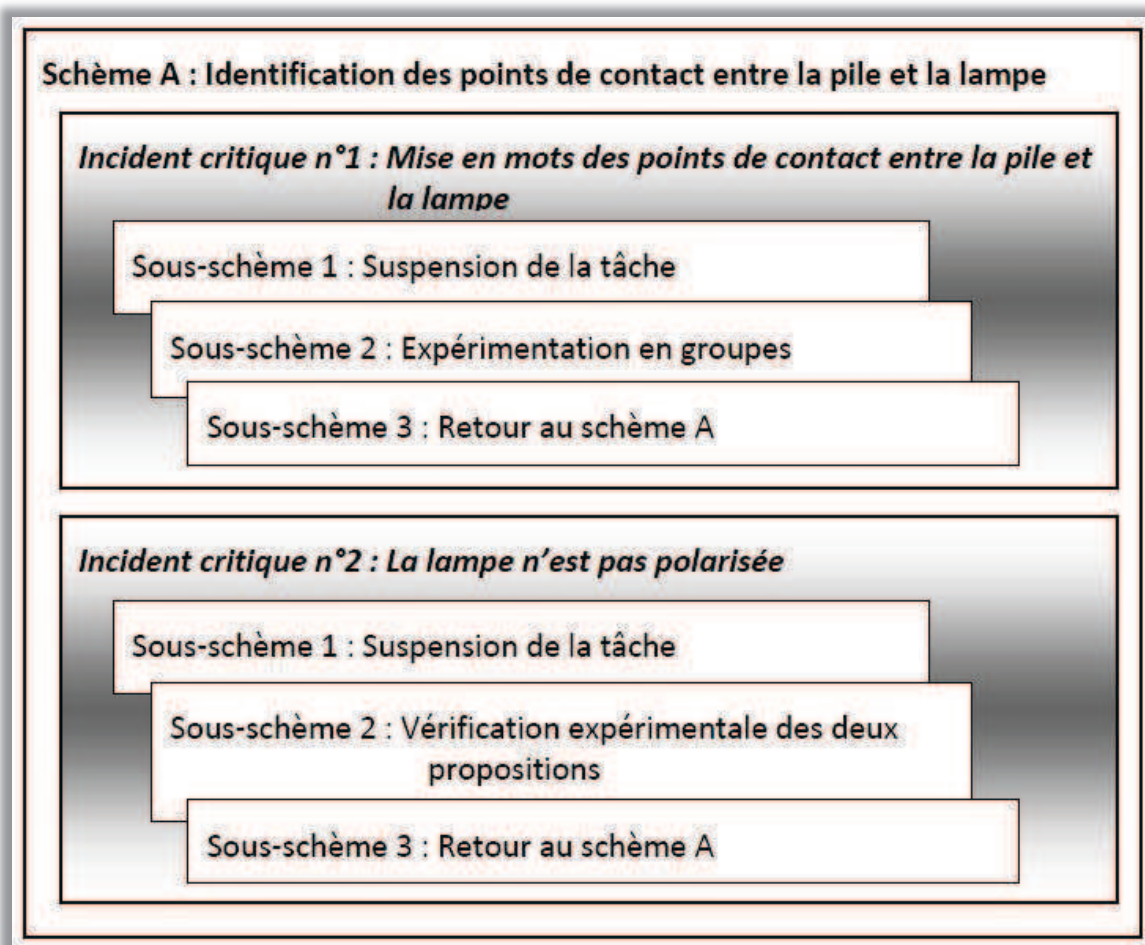 Schème A : Identification des points de contact entre la pile et la lampe
Incident critique n°1 : Mise en mots des points de contact entre la pile et
la lampe
Sous-schème 1 : Suspension de la tâche
Sous-schème 2 : Expérimentation en groupes
Sous-schème 3 : Retour au schème A
Incident critique n°2 : La lampe n’est pas polarisée
Sous-schème 1 : Suspension de la tâche
Sous-schème 2 : Vérification expérimentale des deux
propositions
Sous-schème 3 : Retour au schème A